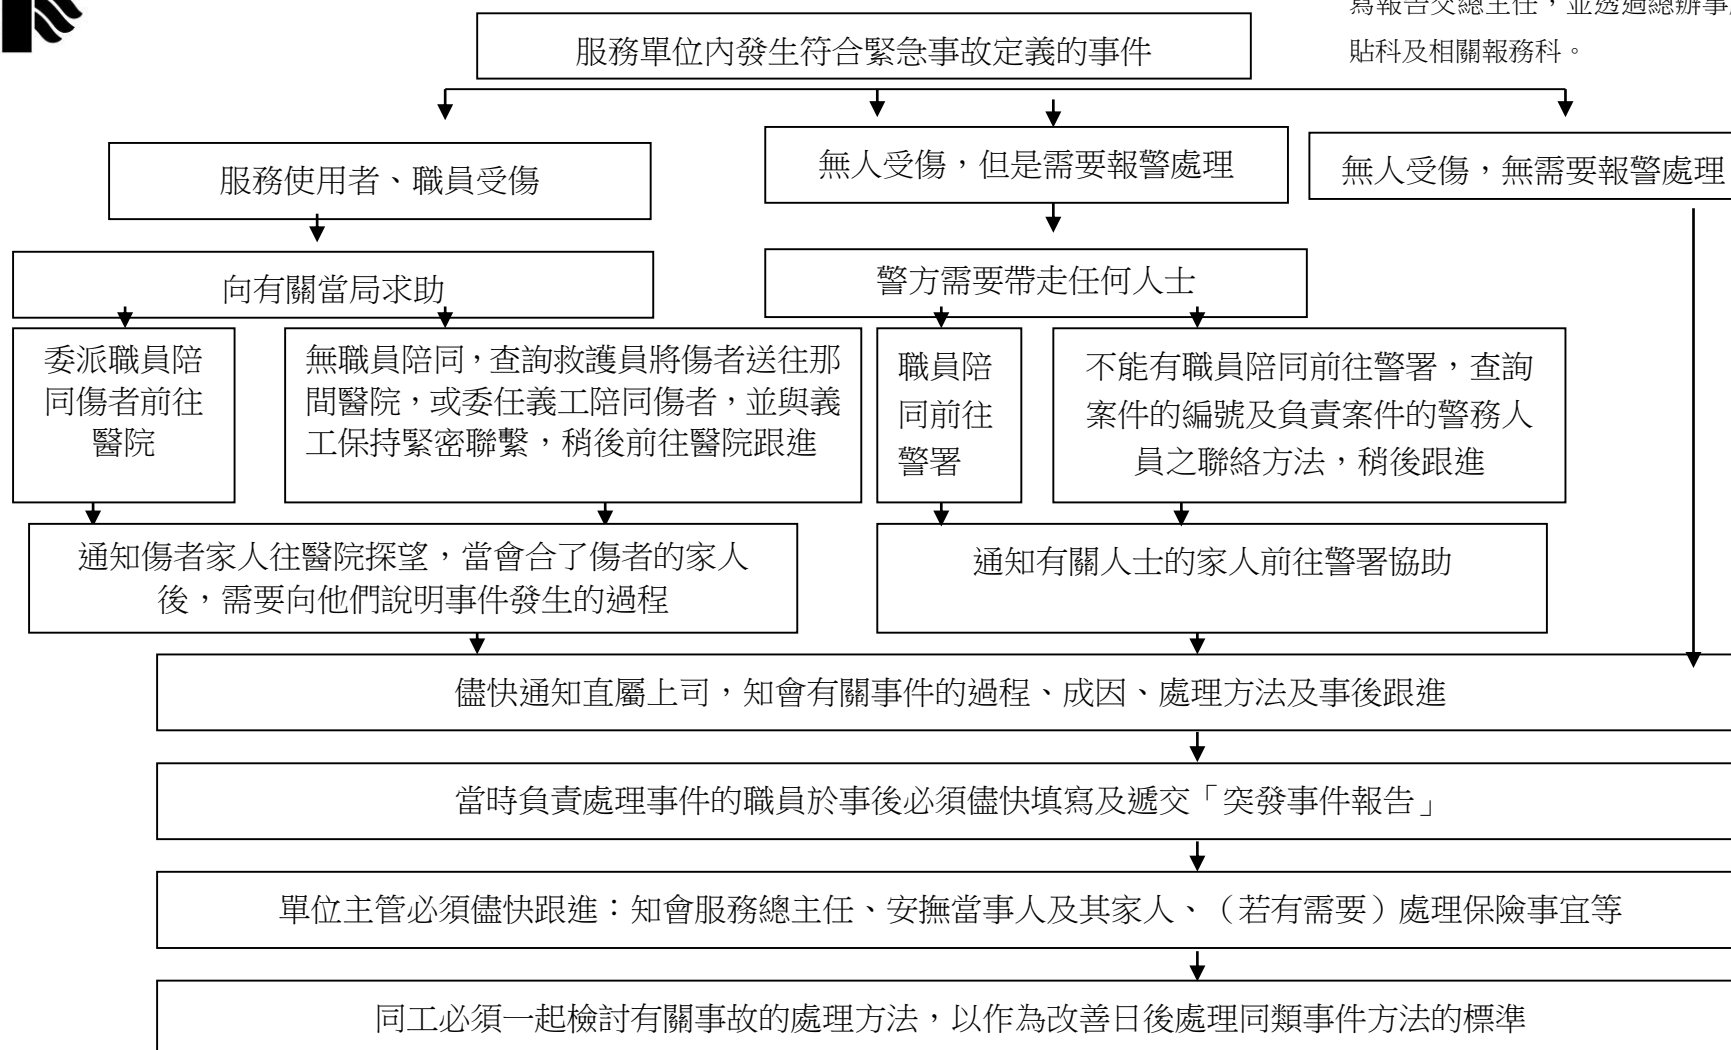 寫報告交總主任，並透過總辦事
貼科及相關報務科。
服務單位內發生符合緊急事故定義的事件
服務使用者、職員受傷
無人受傷，但是需要報警處理
無人受傷，無需要報警處理
向有關當局求助
警方需要帶走任何人士
委派職員陪
同傷者前往
醫院
無職員陪同，查詢救護員將傷者送往那
間醫院，或委任義工陪同傷者，並與義
工保持緊密聯繫，稍後前往醫院跟進
職員陪
同前往
警署
不能有職員陪同前往警署，查詢
案件的編號及負責案件的警務人
員之聯絡方法，稍後跟進
通知傷者家人往醫院探望，當會合了傷者的家人
後，需要向他們說明事件發生的過程
通知有關人士的家人前往警署協助
儘快通知直屬上司，知會有關事件的過程、成因、處理方法及事後跟進
當時負責處理事件的職員於事後必須儘快填寫及遞交「突發事件報告」
單位主管必須儘快跟進：知會服務總主任、安撫當事人及其家人、（若有需要）處理保險事宜等
同工必須一起檢討有關事故的處理方法，以作為改善日後處理同類事件方法的標準